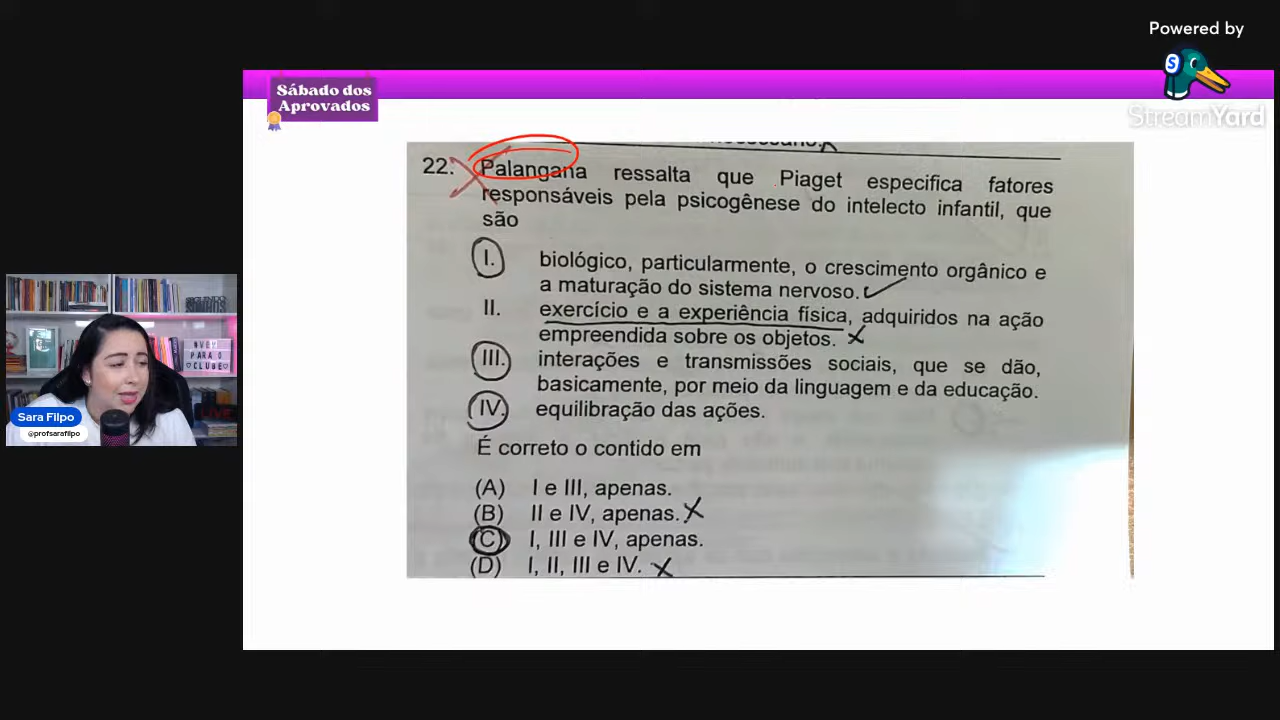 Powered by
S
StreamYard
Sábado dos
Aprovados
22. Palangana ressalta que Piaget especifica fatores
responsáveis pela psicogênese do intelecto infantil, que
são
I. biológico, particularmente, o crescimento orgânico e
a maturação do sistema nervoso.
II. exercício e a experiência física, adquiridos na ação
empreendida sobre os objetos.
III. interações e transmissões sociais, que se dão,
basicamente, por meio da linguagem e da educação.
IV. equilibração das ações.
É correto o contido em
(A) I e III, apenas.
(B) II e IV, apenas.
(C) I, III e IV, apenas.
(D) I, II, III e IV.
PARA O
CLUBE
LIVE
Sara Filpo
@profsarafilpo